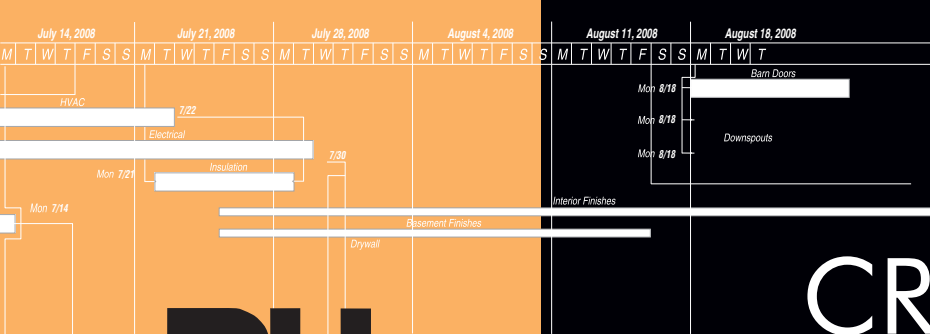 July 14, 2008 July 21, 2008 July 28, 2008 August 4, 2008 August 11, 2008 August 18, 2008
M T W T F S S M T W T F S S M T W T F S S M T W T F S S M T W T F S S M T W T
Barn Doors
Mon 8/18
HVAC
7/22
Mon 8/18
Electrical
Downspouts
7/30
Mon 8/18
Insulation
Mon 7/21
Interior Finishes
Mon 7/14
Basement Finishes
Drywall
CR